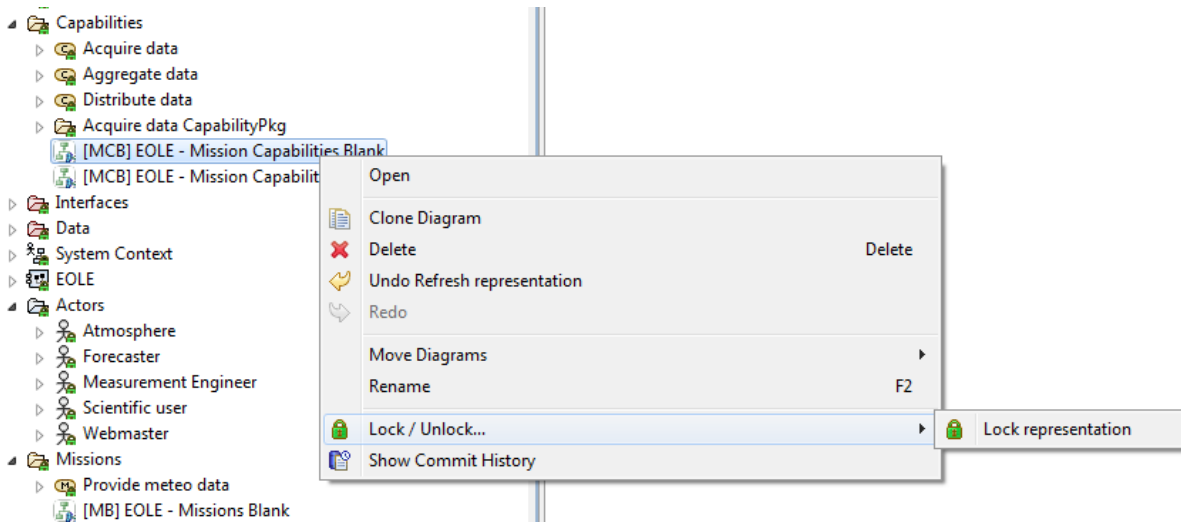 Capabilities
Acquire data
Aggregate data
Distribute data
Acquire data CapabilityPkg
[MCB] EOLE - Mission Capabilities Blank
[MCB] EOLE - Mission Capabilit
Interfaces
Data
System Context
EOLE
Actors
Atmosphere
Forecaster
Measurement Engineer
Scientific user
Webmaster
Missions
Provide meteo data
[MB] EOLE - Missions Blank
Open
Clone Diagram
Delete Delete
Undo Refresh representation
Redo
Move Diagrams
Rename F2
Lock / Unlock...
Show Commit History
Lock representation